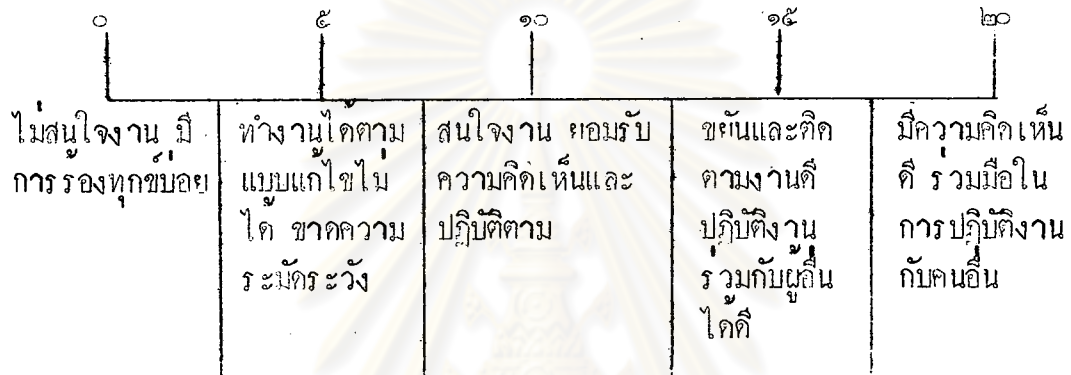 ๐ ๕ ๑๐ ๑๕ ๒๐
ไม่สนใจงาน มี
การร้องทุกข์บ่อย
ทำงานได้ตาม
แบบแก้ไขไม่
ได้ ขาดความ
ระมัดระวัง
สนใจงาน ยอมรับ
ความคิดเห็นและ
ปฏิบัติตาม
ขยันและติด
ตามงานดี
ปฏิบัติงาน
ร่วมกับผู้อื่น
ได้ดี
มีความคิดเห็น
ดี ร่วมมือใน
การปฏิบัติงาน
กับคนอื่น